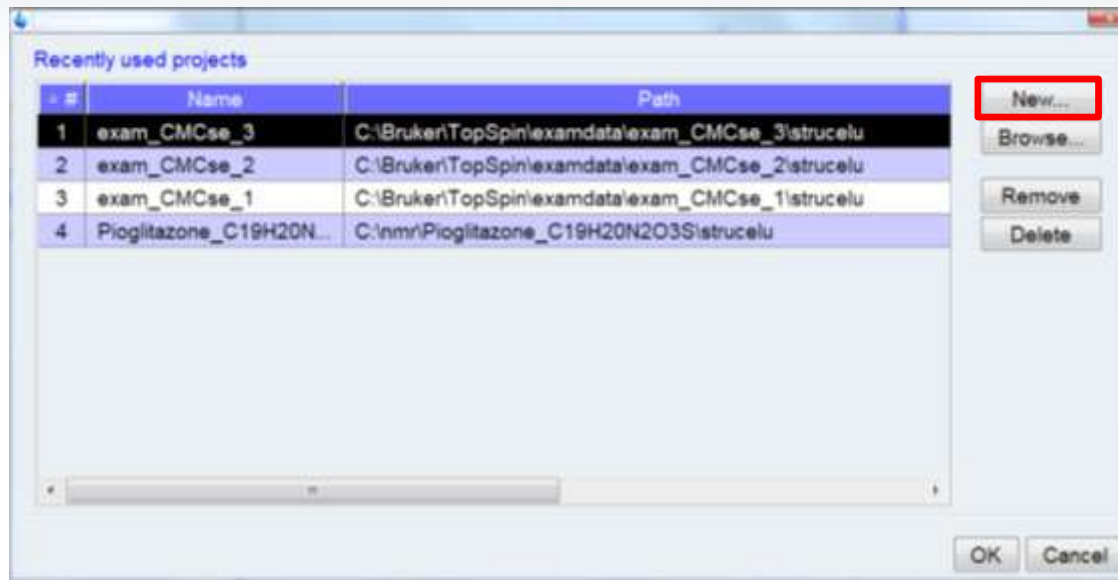 Recently used projects
# Name Path
New...
1 exam_CMCse_3 C:\Bruker\TopSpin\examdata\exam_CMCse_3\strucelu
Browse...
2 exam_CMCse_2 C:\Bruker\TopSpin\examdata\exam_CMCse_2\strucelu
3 exam_CMCse_1 C:\Bruker\TopSpin\examdata\exam_CMCse_1\strucelu
Remove
4 Pioglitazone_C19H20N... C:\nmr\Pioglitazone_C19H20N2O3S\strucelu
Delete
OK Cancel